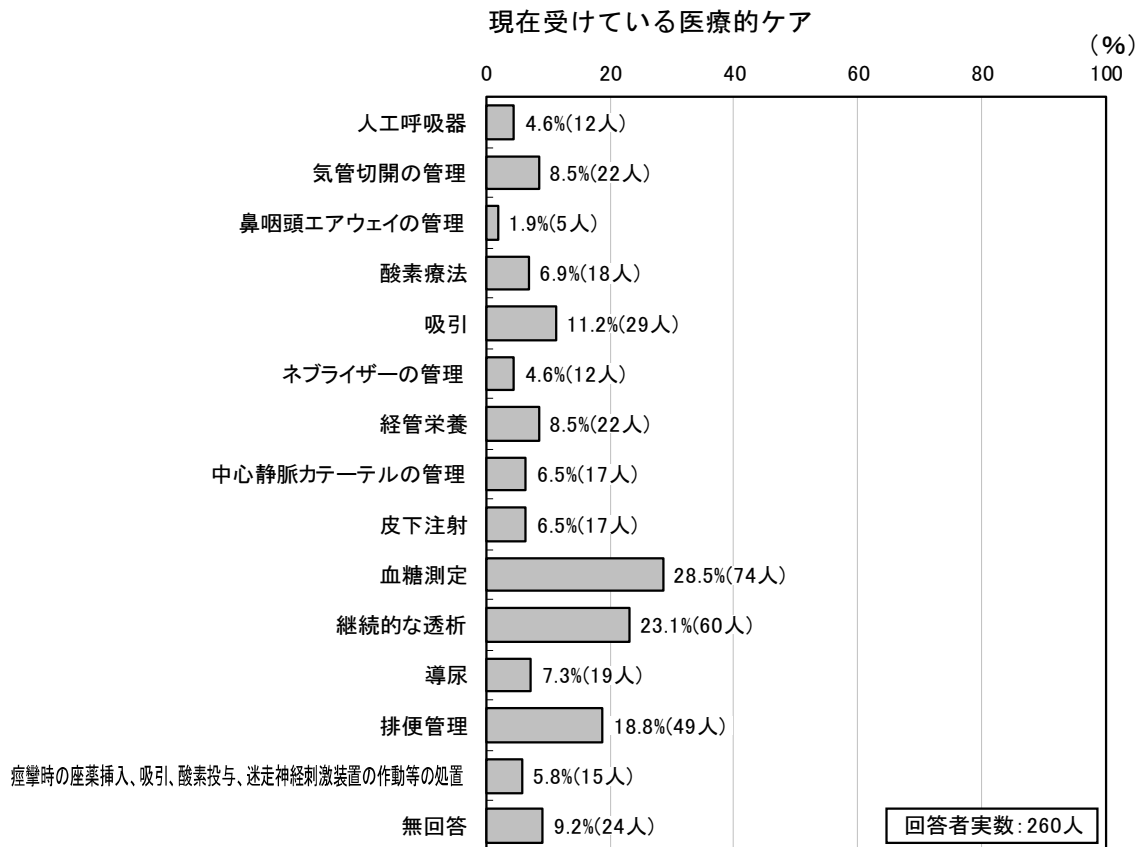 現在受けている医療的ケア
(%)
0 20 40 60 80 100
人工呼吸器 4.6%(12人)
気管切開の管理 8.5%(22人)
鼻咽頭エアウェイの管理 1.9%(5人)
酸素療法 6.9%(18人)
吸引 11.2%(29人)
ネブライザーの管理 4.6%(12人)
経管栄養 8.5%(22人)
中心静脈カテーテルの管理 6.5%(17人)
皮下注射 6.5%(17人)
血糖測定 28.5%(74人)
継続的な透析 23.1%(60人)
導尿 7.3%(19人)
排便管理 18.8%(49人)
痙攣時の座薬挿入、吸引、酸素投与、迷走神経刺激装置の作動等の処置 5.8%(15人)
無回答 9.2%(24人)
回答者実数:260人